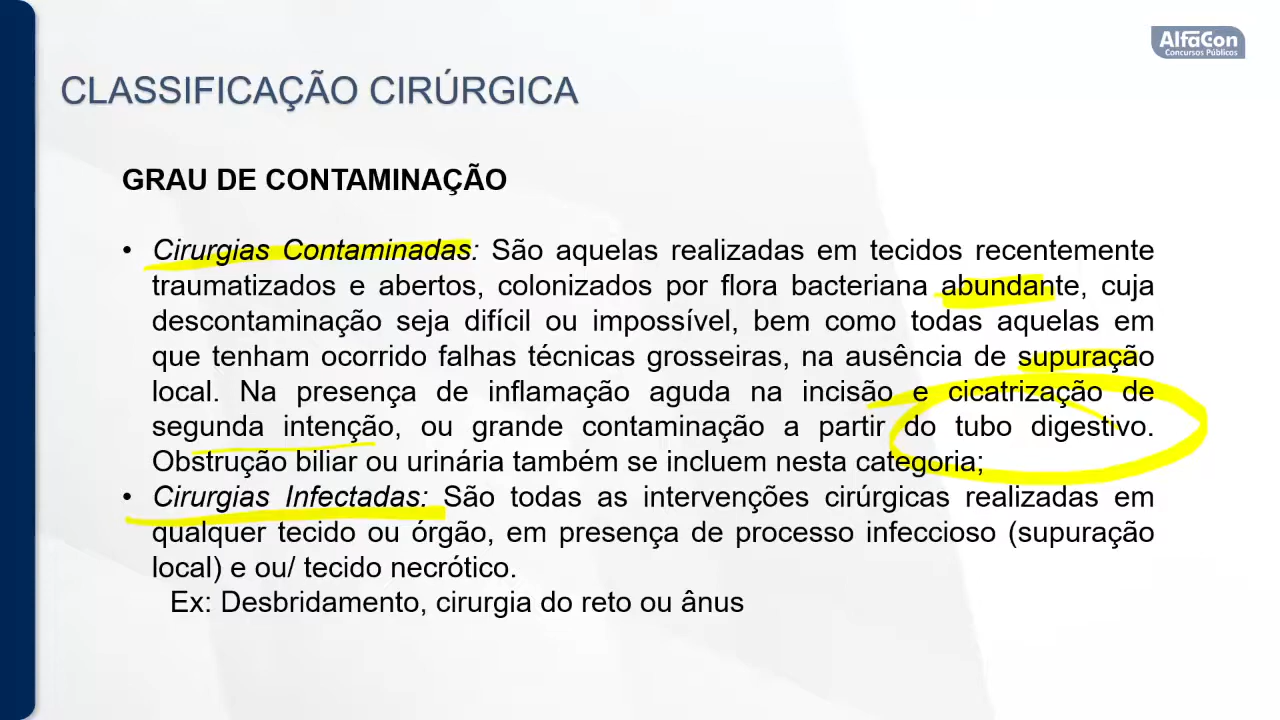 AlfaCon
Concursos Públicos
CLASSIFICAÇÃO CIRÚRGICA
GRAU DE CONTAMINAÇÃO
• Cirurgias Contaminadas: São aquelas realizadas em tecidos recentemente
traumatizados e abertos, colonizados por flora bacteriana abundante, cuja
descontaminação seja difícil ou impossível, bem como todas aquelas em
que tenham ocorrido falhas técnicas grosseiras, na ausência de supuração
local. Na presença de inflamação aguda na incisão e cicatrização de
segunda intenção, ou grande contaminação a partir do tubo digestivo.
Obstrução biliar ou urinária também se incluem nesta categoria;
• Cirurgias Infectadas: São todas as intervenções cirúrgicas realizadas em
qualquer tecido ou órgão, em presença de processo infeccioso (supuração
local) e ou/ tecido necrótico.
Ex: Desbridamento, cirurgia do reto ou ânus